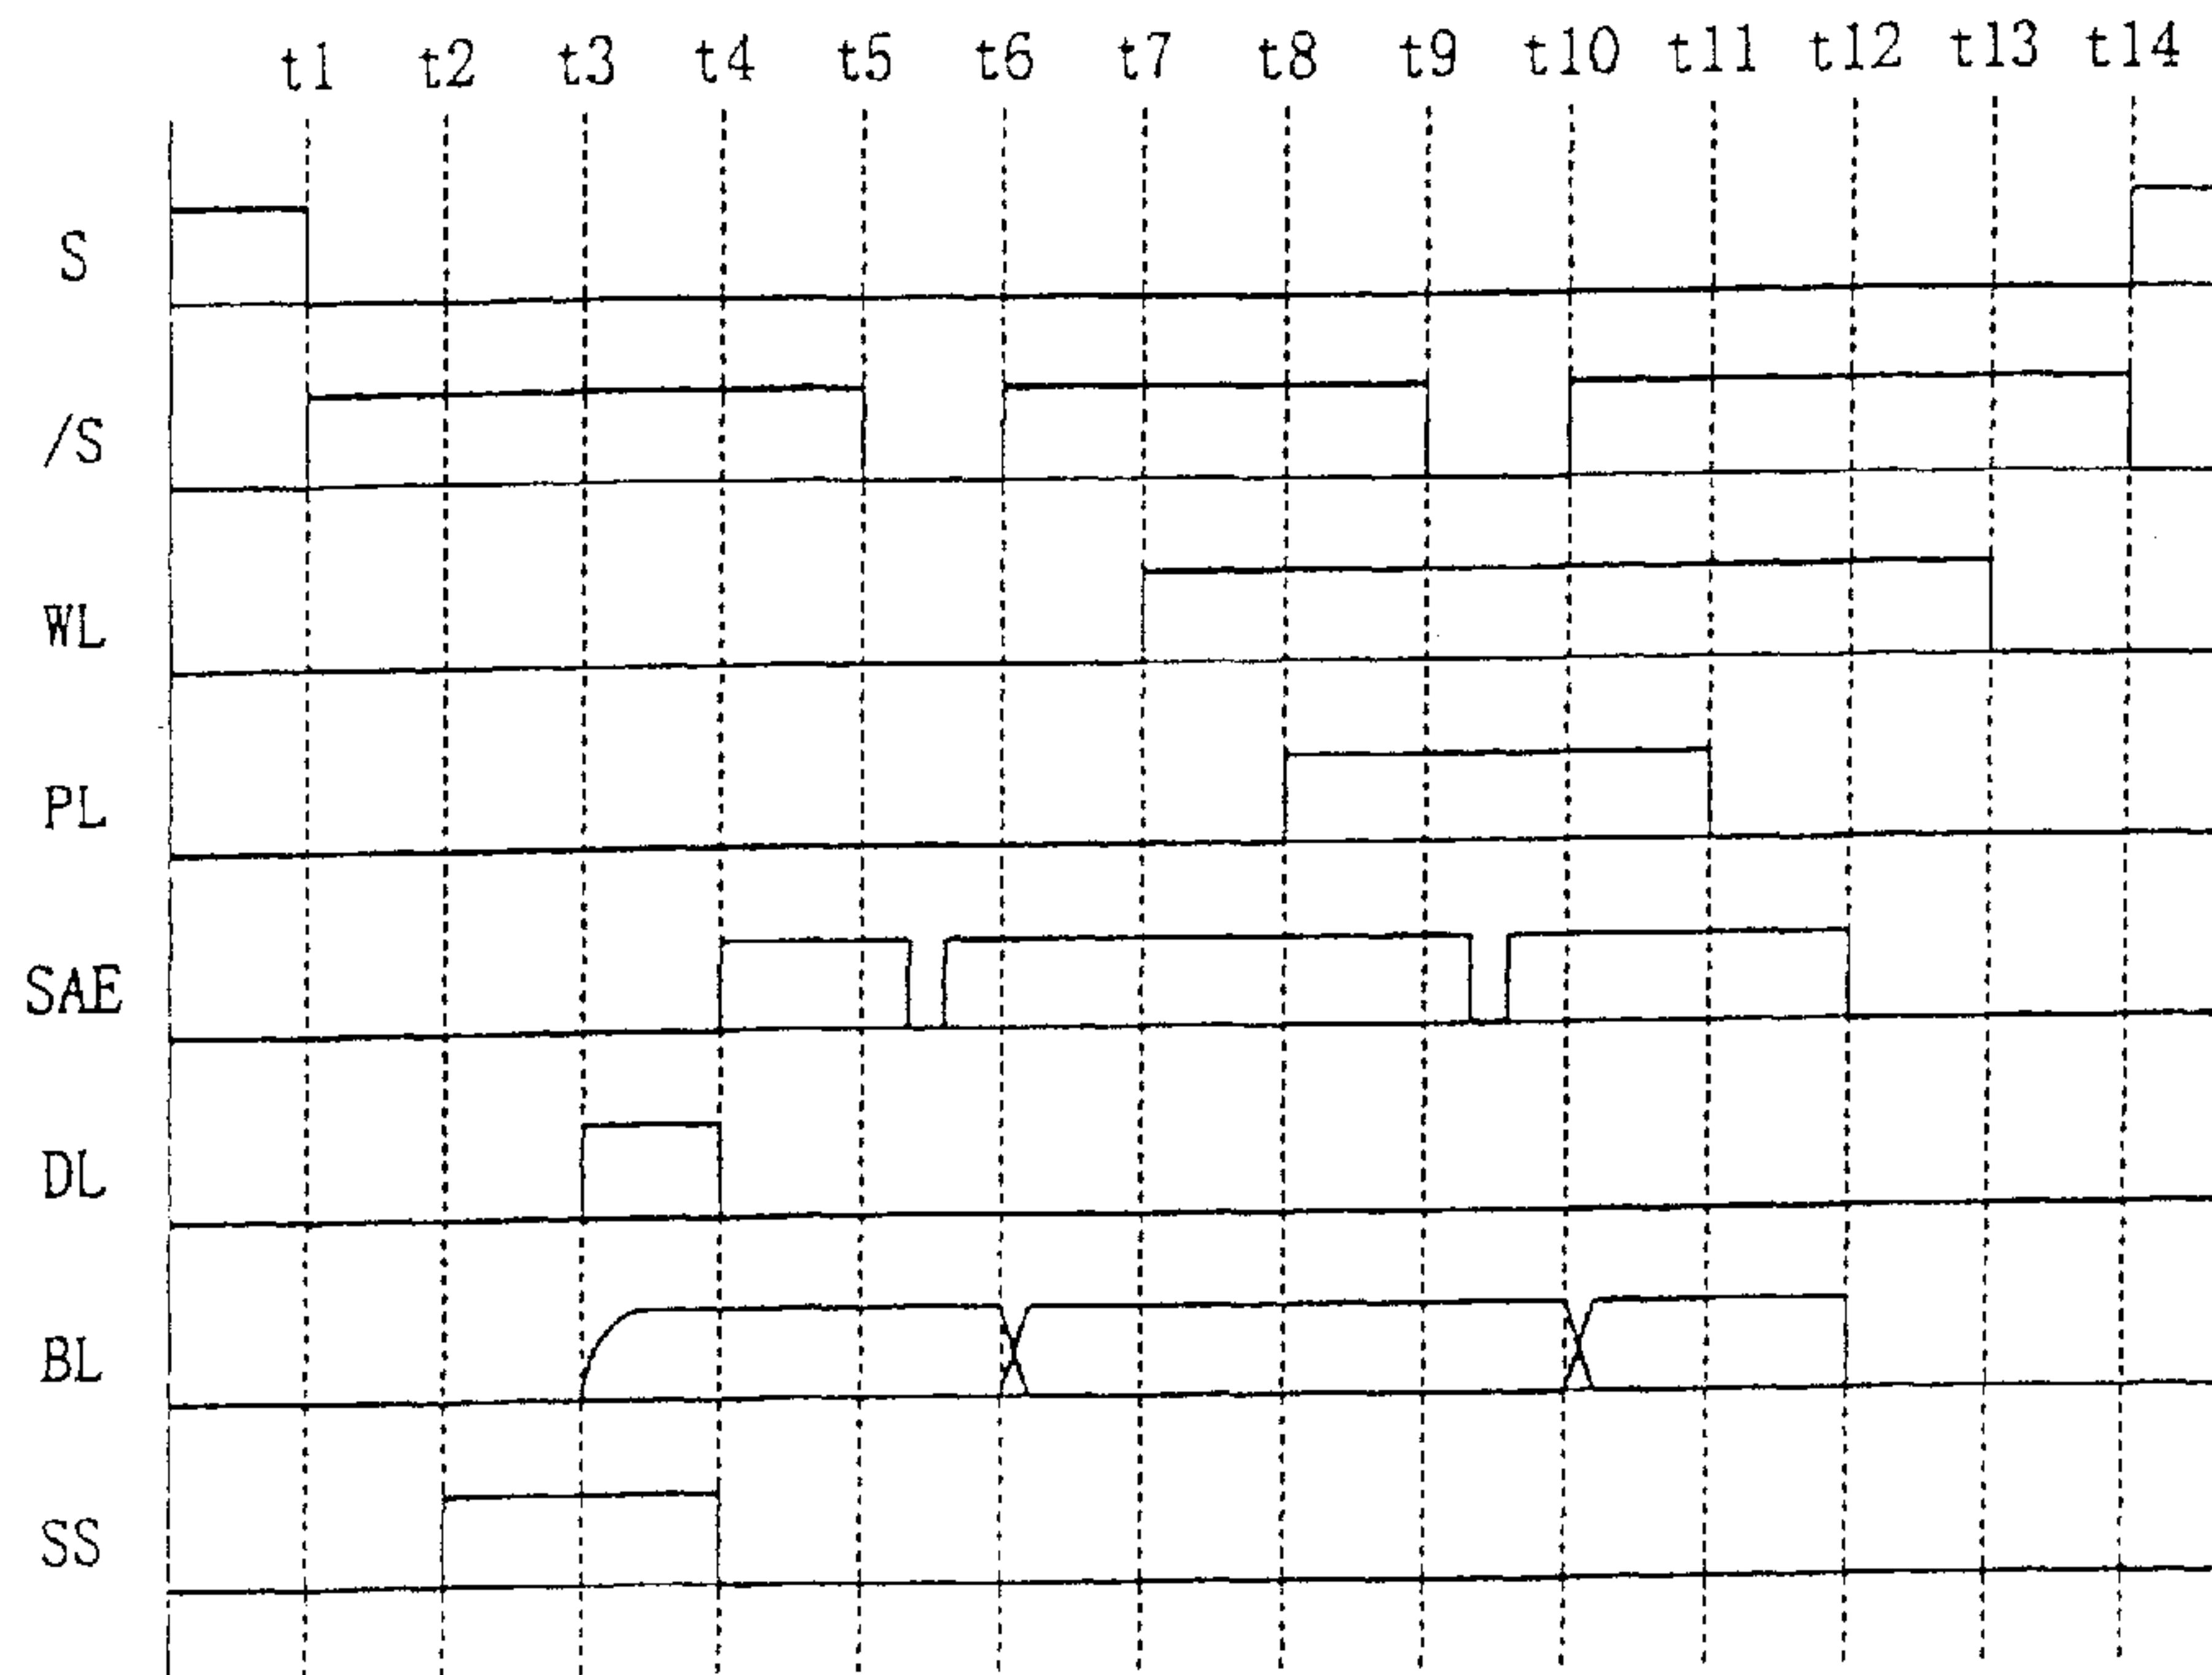 t1 t2 t3 t4 t5 t6 t7 t8 t9 t10 t11 t12 t13 t14
S
/S
WL
PL
SAE
DL
BL
SS